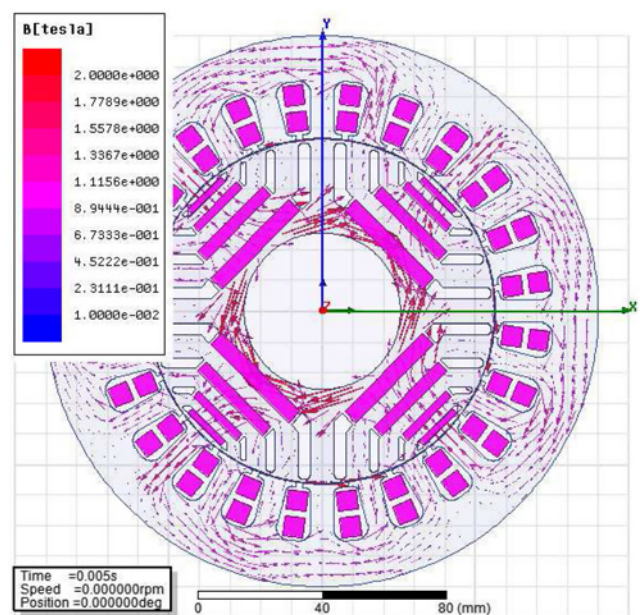 B[tesla]
2.0000e+000
1.7789e+000
1.5578e+000
1.3367e+000
1.1156e+000
8.9444e-001
6.7333e-001
4.5222e-001
2.3111e-001
1.0000e-002
Y
Z
X
Time =0.005s
Speed =0.000000rpm
Position =0.000000deg
0 40 80 (mm)